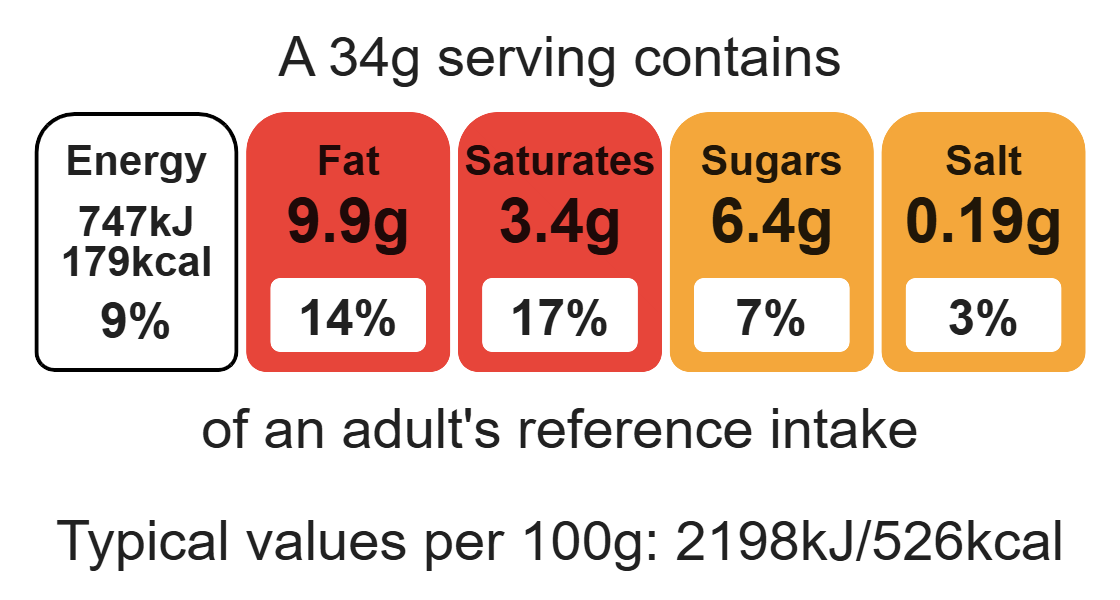 A 34g serving contains
Energy
747kJ
179kcal
9%
Fat
9.9g
14%
Saturates
3.4g
17%
Sugars
6.4g
7%
Salt
0.19g
3%
of an adult's reference intake
Typical values per 100g: 2198kJ/526kcal